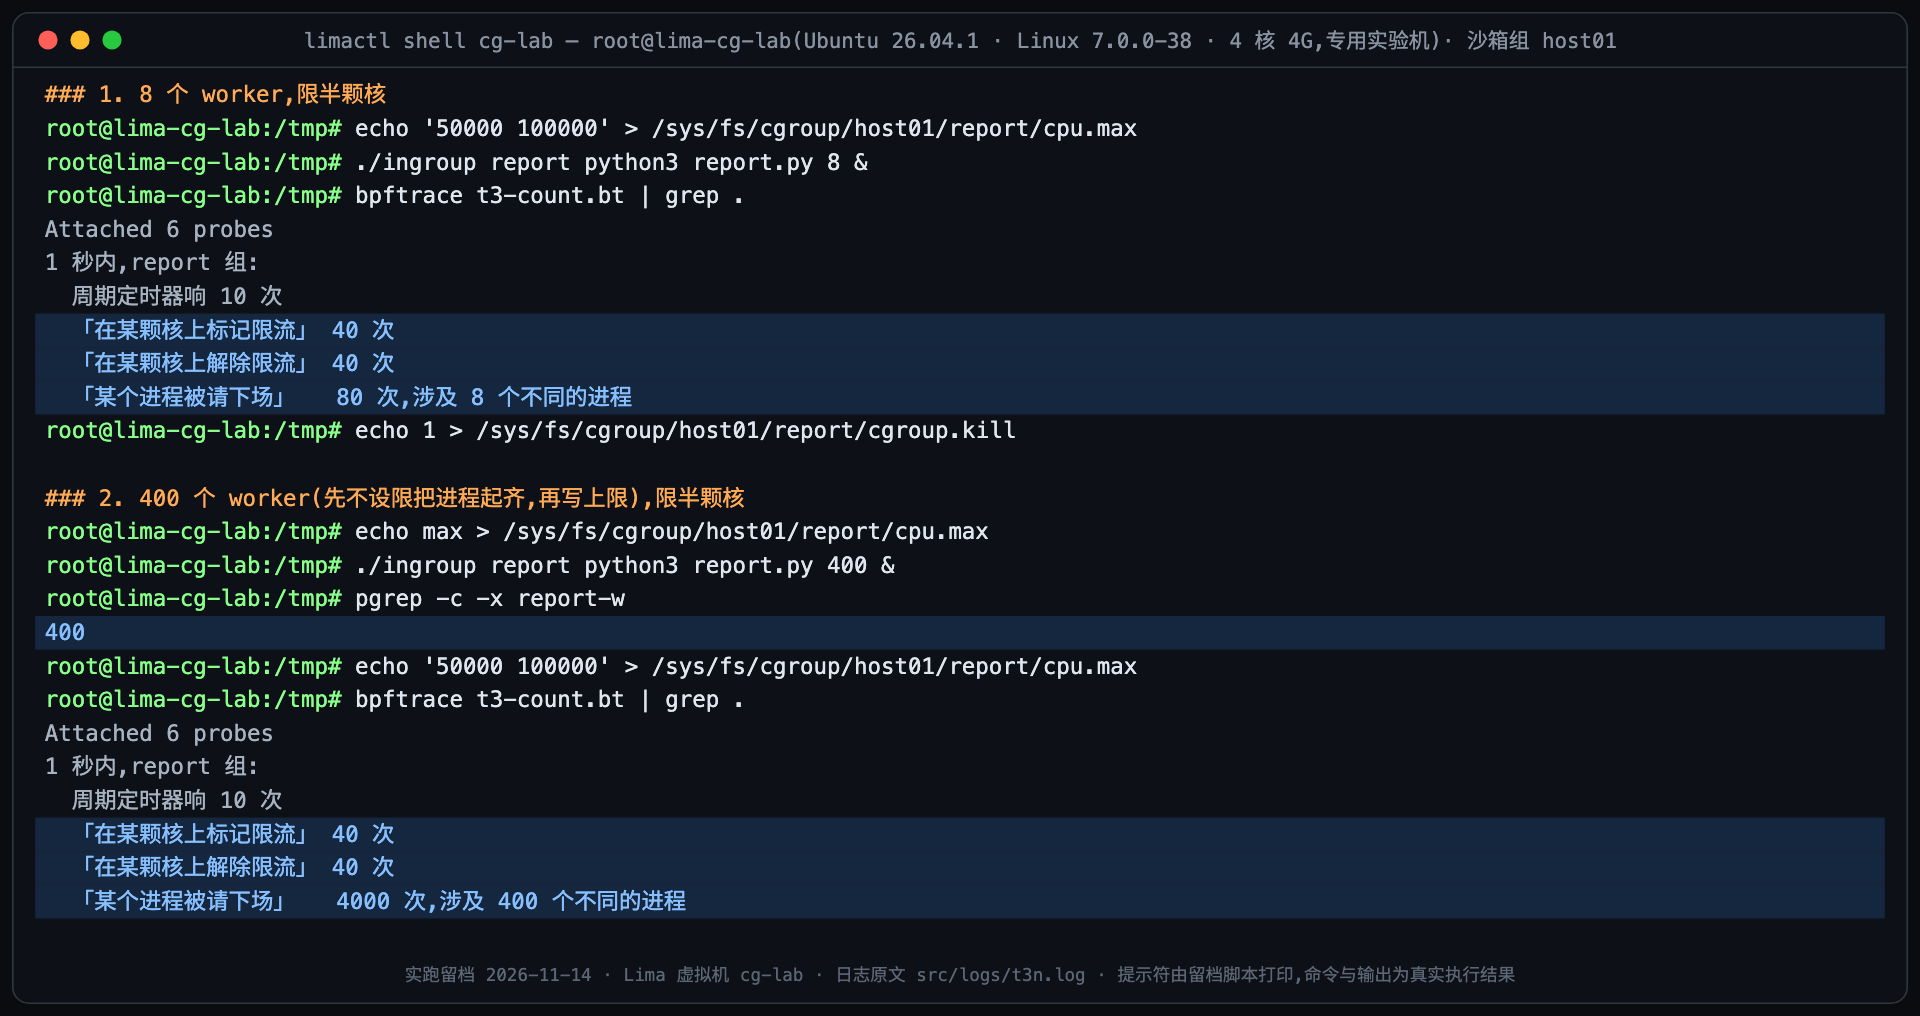 limactl shell cg-lab — root@lima-cg-lab(Ubuntu 26.04.1 · Linux 7.0.0-38 · 4 核 4G,专用实验机)· 沙箱组 host01
### 1. 8 个 worker,限半颗核
root@lima-cg-lab:/tmp# echo '50000 100000' > /sys/fs/cgroup/host01/report/cpu.max
root@lima-cg-lab:/tmp# ./ingroup report python3 report.py 8 &
root@lima-cg-lab:/tmp# bpftrace t3-count.bt | grep .
Attached 6 probes
1 秒内,report 组:
周期定时器响 10 次
「在某颗核上标记限流」 40 次
「在某颗核上解除限流」 40 次
「某个进程被请下场」 80 次,涉及 8 个不同的进程
root@lima-cg-lab:/tmp# echo 1 > /sys/fs/cgroup/host01/report/cgroup.kill
### 2. 400 个 worker(先不设限把进程起齐,再写上限),限半颗核
root@lima-cg-lab:/tmp# echo max > /sys/fs/cgroup/host01/report/cpu.max
root@lima-cg-lab:/tmp# ./ingroup report python3 report.py 400 &
root@lima-cg-lab:/tmp# pgrep -c -x report-w
400
root@lima-cg-lab:/tmp# echo '50000 100000' > /sys/fs/cgroup/host01/report/cpu.max
root@lima-cg-lab:/tmp# bpftrace t3-count.bt | grep .
Attached 6 probes
1 秒内,report 组:
周期定时器响 10 次
「在某颗核上标记限流」 40 次
「在某颗核上解除限流」 40 次
「某个进程被请下场」 4000 次,涉及 400 个不同的进程
实跑留档 2026-11-14 · Lima 虚拟机 cg-lab · 日志原文 src/logs/t3n.log · 提示符由留档脚本打印,命令与输出为真实执行结果